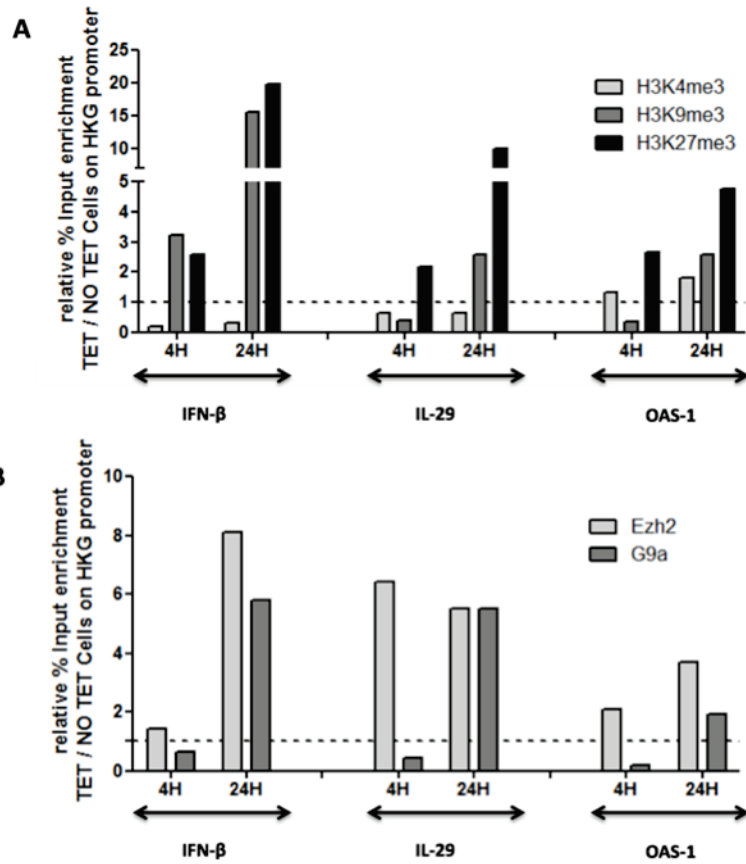 A
relative % Input enrichment
TET / NO TET Cells on HKG promoter
25
20
15
10
5
4
3
2
1
0
H3K4me3
H3K9me3
H3K27me3
4H 24H 4H 24H 4H 24H
IFN-β IL-29 OAS-1
B
relative % Input enrichment
TET / NO TET Cells on HKG promoter
10
8
6
4
2
0
Ezh2
G9a
4H 24H 4H 24H 4H 24H
IFN-β IL-29 OAS-1